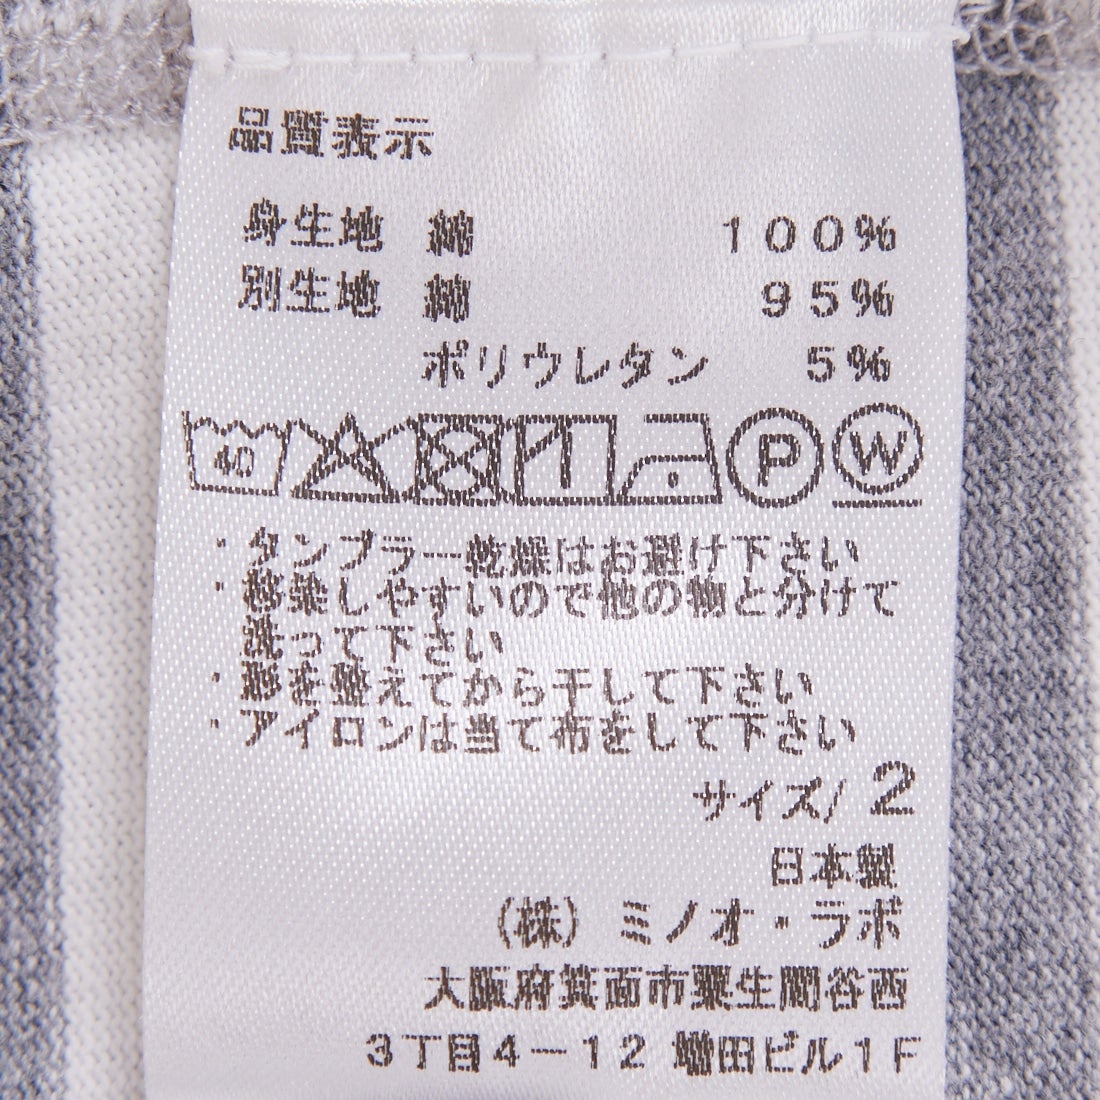 品質表示
身生地 綿 100%
別生地 綿 95%
ポリウレタン 5%
40
P W
・タンブラー乾燥はお避け下さい
・移染しやすいので他の物と分けて
洗って下さい
・形を整えてから干して下さい
・アイロンは当て布をして下さい
サイズ/ 2
日本製
(株)ミノオ・ラボ
大阪府箕面市粟生間谷西
3丁目4-12 増田ビル1F